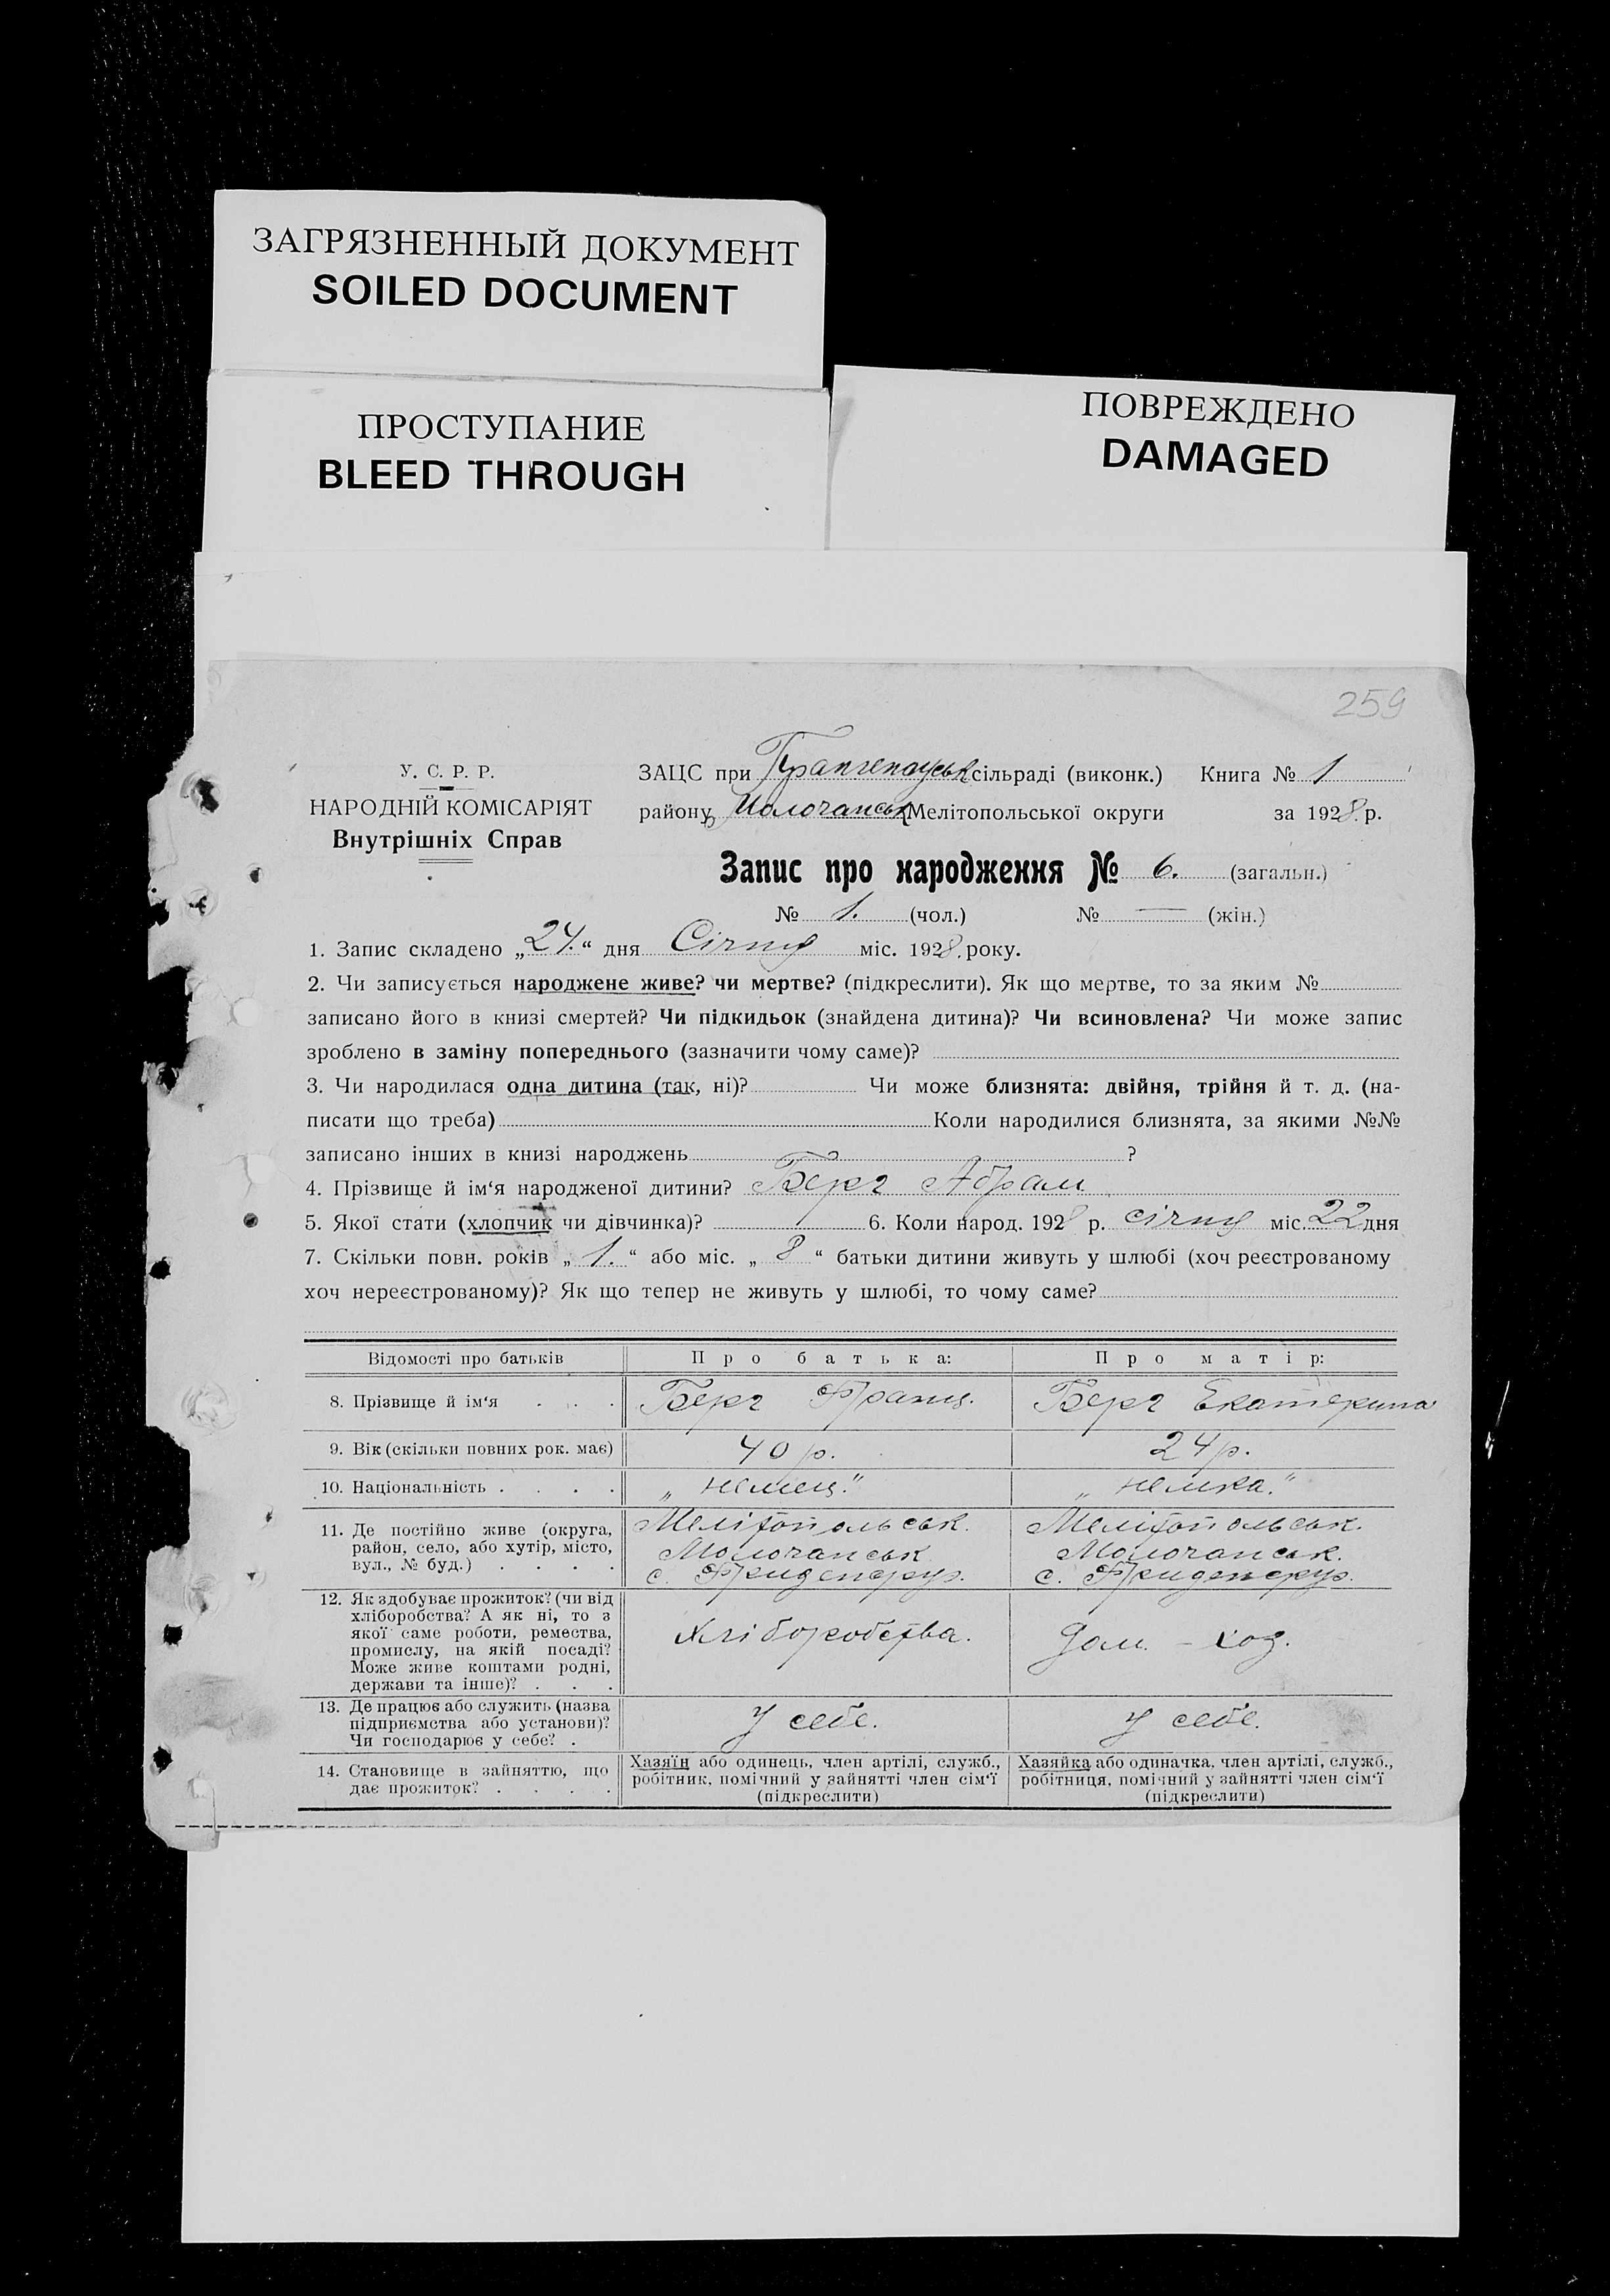 ЗАГРЯЗНЕННЫЙ ДОКУМЕНТ
SOILED DOCUMENT
ПРОСТУПАНИЕ
BLEED THROUGH
ПОВРЕЖДЕНО
DAMAGED
259
У. С. Р. Р.
НАРОДНІЙ КОМІСАРІЯТ
Внутрішніх Справ
ЗАЦС при сільраді (виконк.) Книга № 1
району Молочанськ Мелітопольської округи за 1928 р.
Запис про народження № 6. (загальн.)
№ 1. (чол.) № — (жін.)
1. Запис складено „24.“ дня Січня міс. 1928. року.
2. Чи записується народжене живе? чи мертве? (підкреслити). Як що мертве, то за яким №
записано його в книзі смертей? Чи підкидьок (знайдена дитина)? Чи всиновлена? Чи може запис
зроблено в заміну попереднього (зазначити чому саме)?
3. Чи народилася одна дитина (так, ні)? Чи може близнята: двійня, трійня й т. д. (на-
писати що треба) Коли народилися близнята, за якими №№
записано інших в книзі народжень ?
4. Прізвище й ім‘я народженої дитини? Берг Абрам
5. Якої стати (хлопчик чи дівчинка)? 6. Коли народ. 1928 р. січня міс. 22 дня
7. Скільки повн. років „1.“ або міс. „8“ батьки дитини живуть у шлюбі (хоч реєстрованому
хоч нереєстрованому)? Як що тепер не живуть у шлюбі, то чому саме?
Відомості про батьків
Про батька:
Про матір:
8. Прізвище й ім‘я . . .
Берг Франц.
Берг Екатерина
9. Вік (скільки повних рок. має)
40 р.
24 р.
10. Національність . . . .
„немец.“
„немка.“
11. Де постійно живе (округа,
район, село, або хутір, місто,
вул., № буд.) . . . .
Мелітопольськ.
Молочанськ
с.
Мелітопольськ.
Молочанськ.
с.
12. Як здобуває прожиток? (чи від
хліборобства? А як ні, то з
якої саме роботи, ремества,
промислу, на якій посаді?
Може живе коштами родні,
держави та інше)? . . .
Хліборобства.
Дом. - хоз.
13. Де працює або служить (назва
підприємства або установи)?
Чи господарює у себе? .
У себе.
У себе.
14. Становище в зайняттю, що
дає прожиток? . . . .
Хазяїн або одинець, член артілі, служб.,
робітник, помічний у зайнятті член сім‘ї
(підкреслити)
Хазяйка або одиначка, член артілі, служб.,
робітниця, помічний у зайнятті член сім‘ї
(підкреслити)